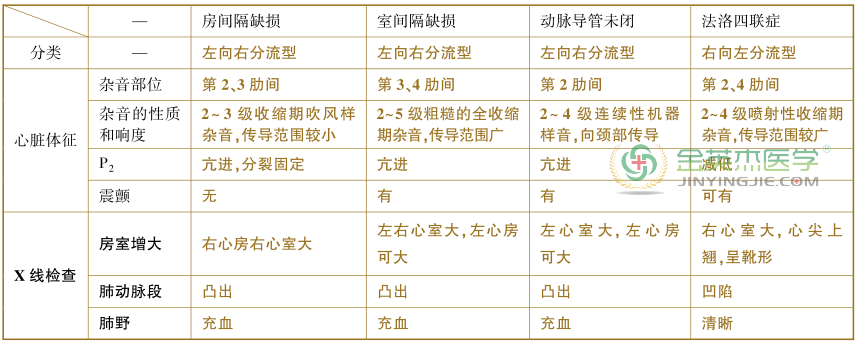 — 房间隔缺损 室间隔缺损 动脉导管未闭 法洛四联症
分类 — 左向右分流型 左向右分流型 左向右分流型 右向左分流型
心脏体征
杂音部位 第2、3肋间 第3、4肋间 第2肋间 第2、4肋间
杂音的性质 2~3级收缩期吹风样 2~5级粗糙的全收缩 2~4级连续性机器 2~4级喷射性收缩期
和响度 杂音,传导范围较小 期杂音,传导范围广 样音,向颈部传导 杂音,传导范围较广
P2 亢进,分裂固定 亢进 亢进 减低
震颤 无 有 有 可有
X线检查
房室增大 右心房右心室大 左右心室大,左心房 左心室大,左心房 右心室大,心尖上
可大 可大 翘,呈靴形
肺动脉段 凸出 凸出 凸出 凹陷
肺野 充血 充血 充血 清晰
金英杰医学®
JINYINGJIE.COM